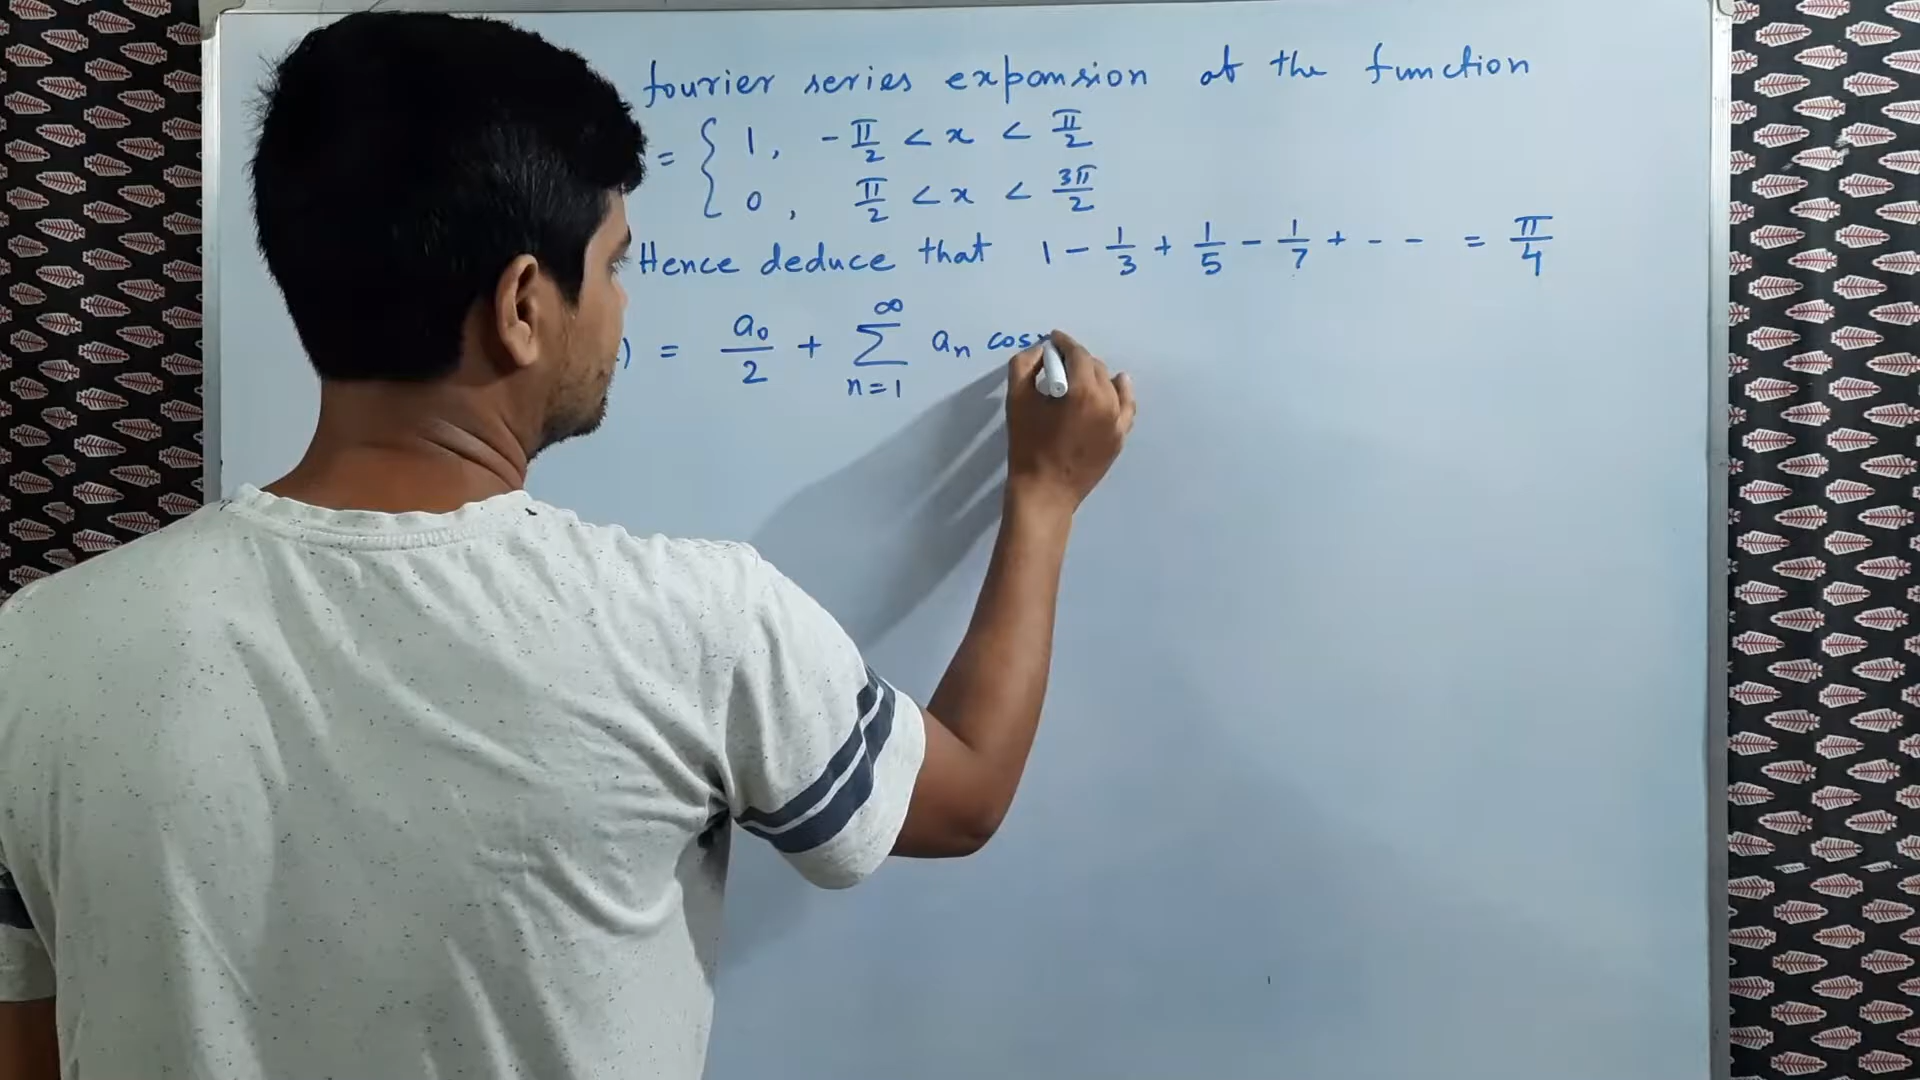 fourier series expansion of the function
= { 1, -π/2 < x < π/2
0, π/2 < x < 3π/2
Hence deduce that 1 - 1/3 + 1/5 - 1/7 + - - = π/4
) = a₀/2 + ∑ₙ₌₁^∞ aₙ cos